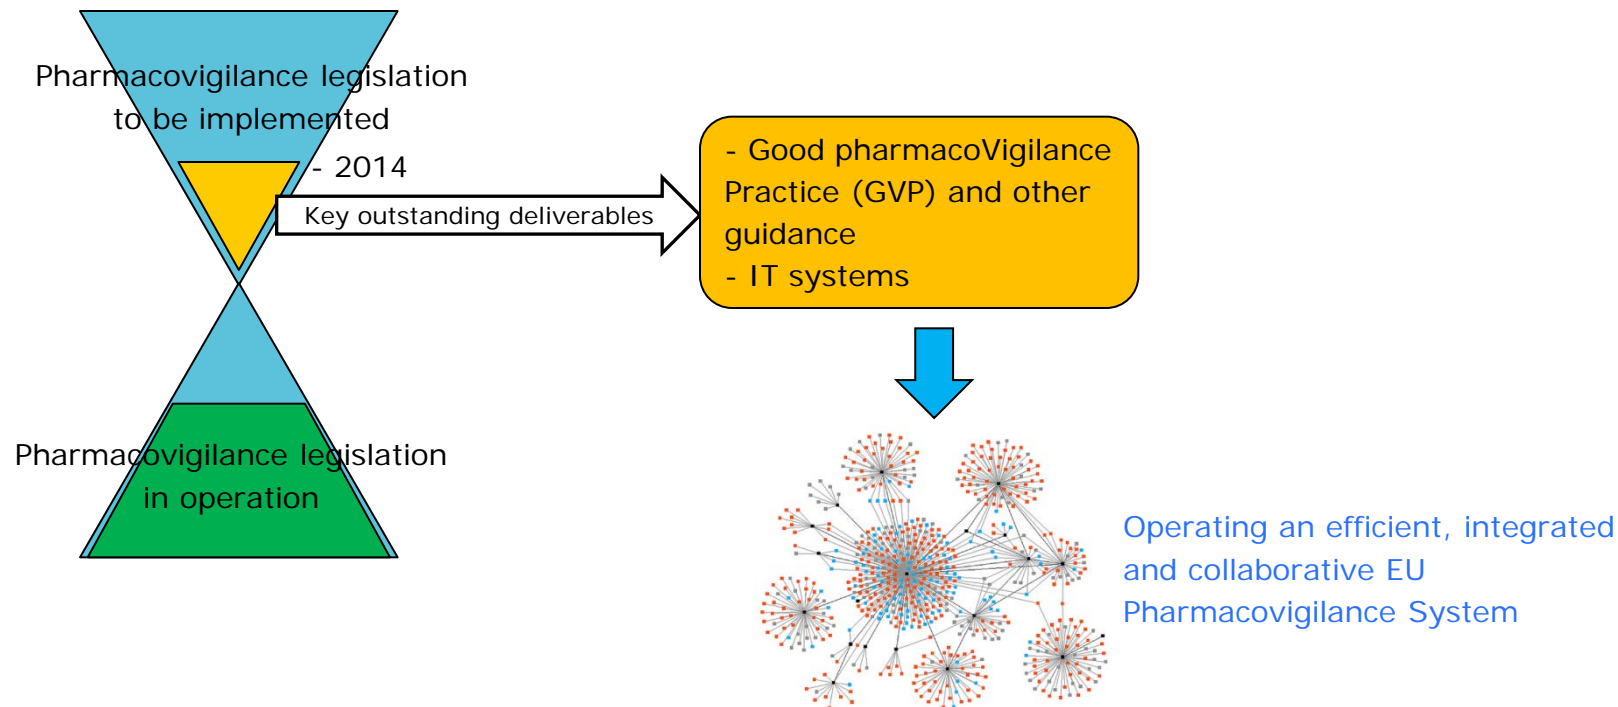 Pharmacovigilance legislation
to be implemented
- 2014
Key outstanding deliverables
- Good pharmacoVigilance
Practice (GVP) and other
guidance
- IT systems
Pharmacovigilance legislation
in operation
Operating an efficient, integrated
and collaborative EU
Pharmacovigilance System